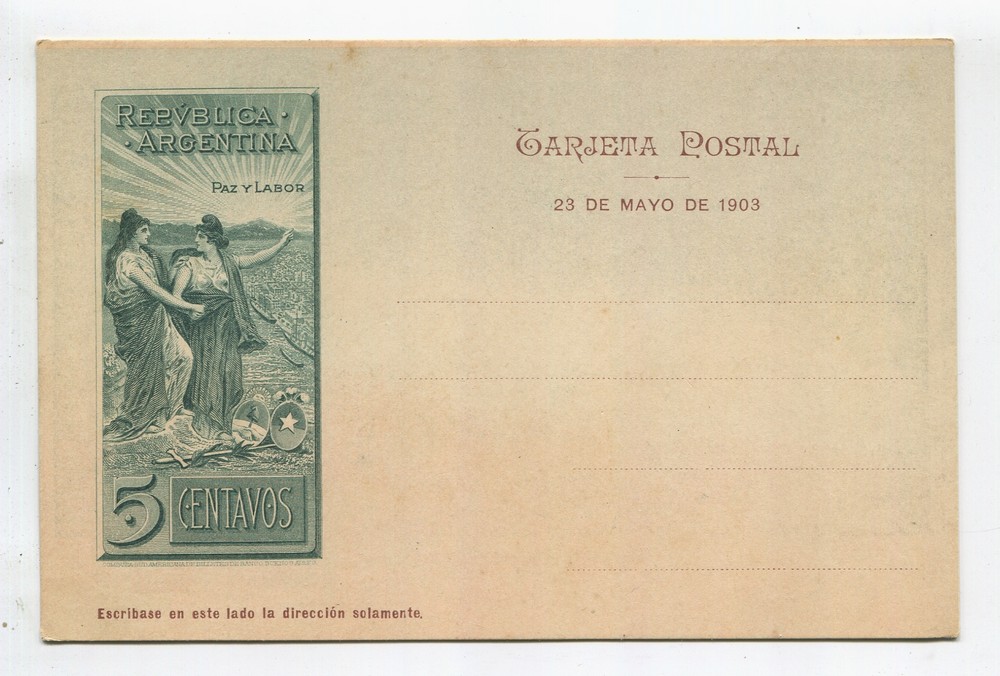 REPVBLICA ·
· ARGENTINA
PAZ Y LABOR
5 CENTAVOS
TARJETA POSTAL
23 DE MAYO DE 1903
Escribase en este lado la dirección solamente.